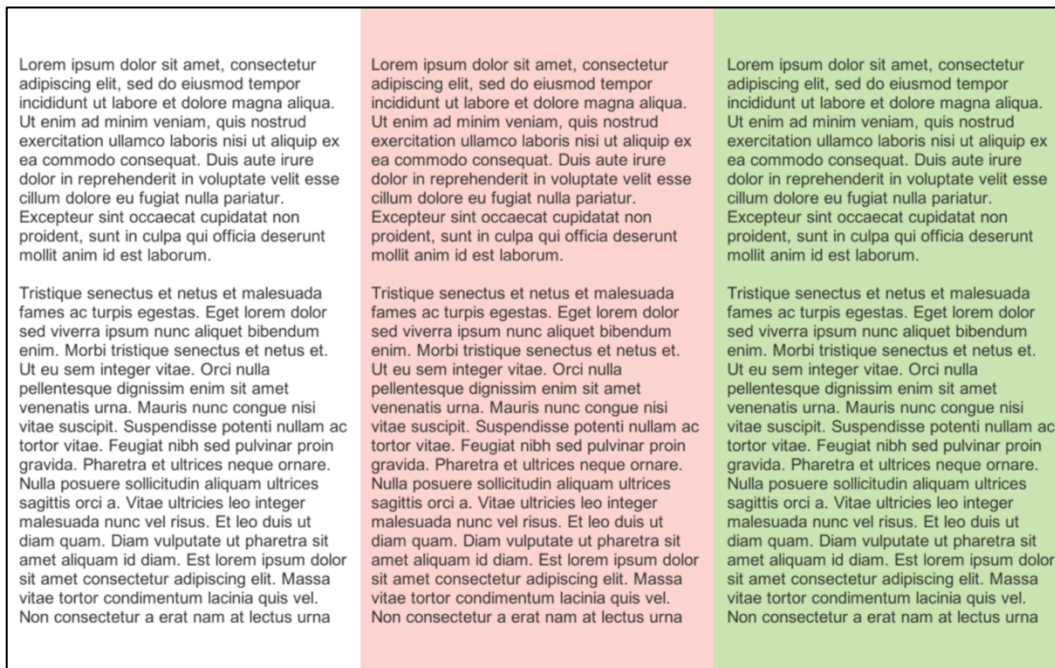 Lorem ipsum dolor sit amet, consectetur
adipiscing elit, sed do eiusmod tempor
incididunt ut labore et dolore magna aliqua.
Ut enim ad minim veniam, quis nostrud
exercitation ullamco laboris nisi ut aliquip ex
ea commodo consequat. Duis aute irure
dolor in reprehenderit in voluptate velit esse
cillum dolore eu fugiat nulla pariatur.
Excepteur sint occaecat cupidatat non
proident, sunt in culpa qui officia deserunt
mollit anim id est laborum.
Tristique senectus et netus et malesuada
fames ac turpis egestas. Eget lorem dolor
sed viverra ipsum nunc aliquet bibendum
enim. Morbi tristique senectus et netus et.
Ut eu sem integer vitae. Orci nulla
pellentesque dignissim enim sit amet
venenatis urna. Mauris nunc congue nisi
vitae suscipit. Suspendisse potenti nullam ac
tortor vitae. Feugiat nibh sed pulvinar proin
gravida. Pharetra et ultrices neque ornare.
Nulla posuere sollicitudin aliquam ultrices
sagittis orci a. Vitae ultricies leo integer
malesuada nunc vel risus. Et leo duis ut
diam quam. Diam vulputate ut pharetra sit
amet aliquam id diam. Est lorem ipsum dolor
sit amet consectetur adipiscing elit. Massa
vitae tortor condimentum lacinia quis vel.
Non consectetur a erat nam at lectus urna
Lorem ipsum dolor sit amet, consectetur
adipiscing elit, sed do eiusmod tempor
incididunt ut labore et dolore magna aliqua.
Ut enim ad minim veniam, quis nostrud
exercitation ullamco laboris nisi ut aliquip ex
ea commodo consequat. Duis aute irure
dolor in reprehenderit in voluptate velit esse
cillum dolore eu fugiat nulla pariatur.
Excepteur sint occaecat cupidatat non
proident, sunt in culpa qui officia deserunt
mollit anim id est laborum.
Tristique senectus et netus et malesuada
fames ac turpis egestas. Eget lorem dolor
sed viverra ipsum nunc aliquet bibendum
enim. Morbi tristique senectus et netus et.
Ut eu sem integer vitae. Orci nulla
pellentesque dignissim enim sit amet
venenatis urna. Mauris nunc congue nisi
vitae suscipit. Suspendisse potenti nullam ac
tortor vitae. Feugiat nibh sed pulvinar proin
gravida. Pharetra et ultrices neque ornare.
Nulla posuere sollicitudin aliquam ultrices
sagittis orci a. Vitae ultricies leo integer
malesuada nunc vel risus. Et leo duis ut
diam quam. Diam vulputate ut pharetra sit
amet aliquam id diam. Est lorem ipsum dolor
sit amet consectetur adipiscing elit. Massa
vitae tortor condimentum lacinia quis vel.
Non consectetur a erat nam at lectus urna
Lorem ipsum dolor sit amet, consectetur
adipiscing elit, sed do eiusmod tempor
incididunt ut labore et dolore magna aliqua.
Ut enim ad minim veniam, quis nostrud
exercitation ullamco laboris nisi ut aliquip ex
ea commodo consequat. Duis aute irure
dolor in reprehenderit in voluptate velit esse
cillum dolore eu fugiat nulla pariatur.
Excepteur sint occaecat cupidatat non
proident, sunt in culpa qui officia deserunt
mollit anim id est laborum.
Tristique senectus et netus et malesuada
fames ac turpis egestas. Eget lorem dolor
sed viverra ipsum nunc aliquet bibendum
enim. Morbi tristique senectus et netus et.
Ut eu sem integer vitae. Orci nulla
pellentesque dignissim enim sit amet
venenatis urna. Mauris nunc congue nisi
vitae suscipit. Suspendisse potenti nullam ac
tortor vitae. Feugiat nibh sed pulvinar proin
gravida. Pharetra et ultrices neque ornare.
Nulla posuere sollicitudin aliquam ultrices
sagittis orci a. Vitae ultricies leo integer
malesuada nunc vel risus. Et leo duis ut
diam quam. Diam vulputate ut pharetra sit
amet aliquam id diam. Est lorem ipsum dolor
sit amet consectetur adipiscing elit. Massa
vitae tortor condimentum lacinia quis vel.
Non consectetur a erat nam at lectus urna